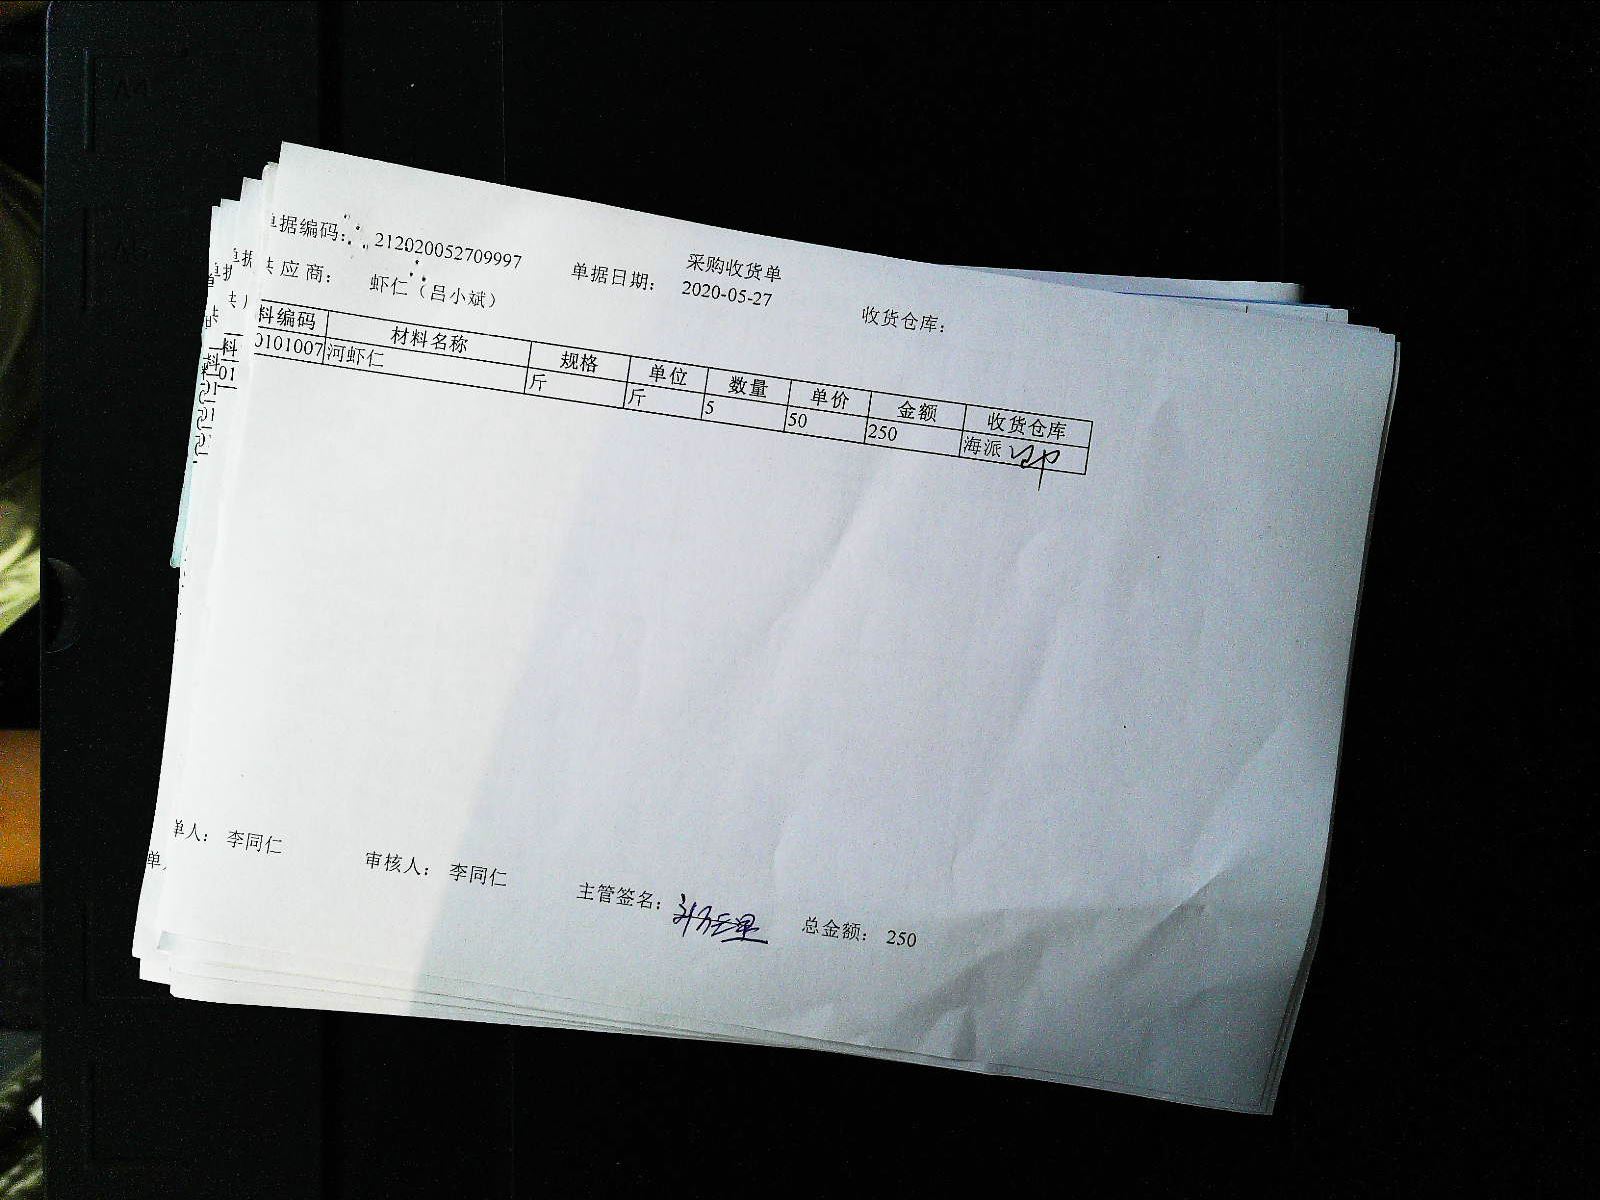 采购收货单
单据编码： 212020052709997 单据日期： 2020-05-27 收货仓库：
供应商： 虾仁（吕小斌）
料编码 材料名称 规格 单位 数量 单价 金额 收货仓库
0101007 河虾仁 斤 斤 5 50 250 海派
单人： 李同仁 审核人： 李同仁 主管签名： 总金额： 250